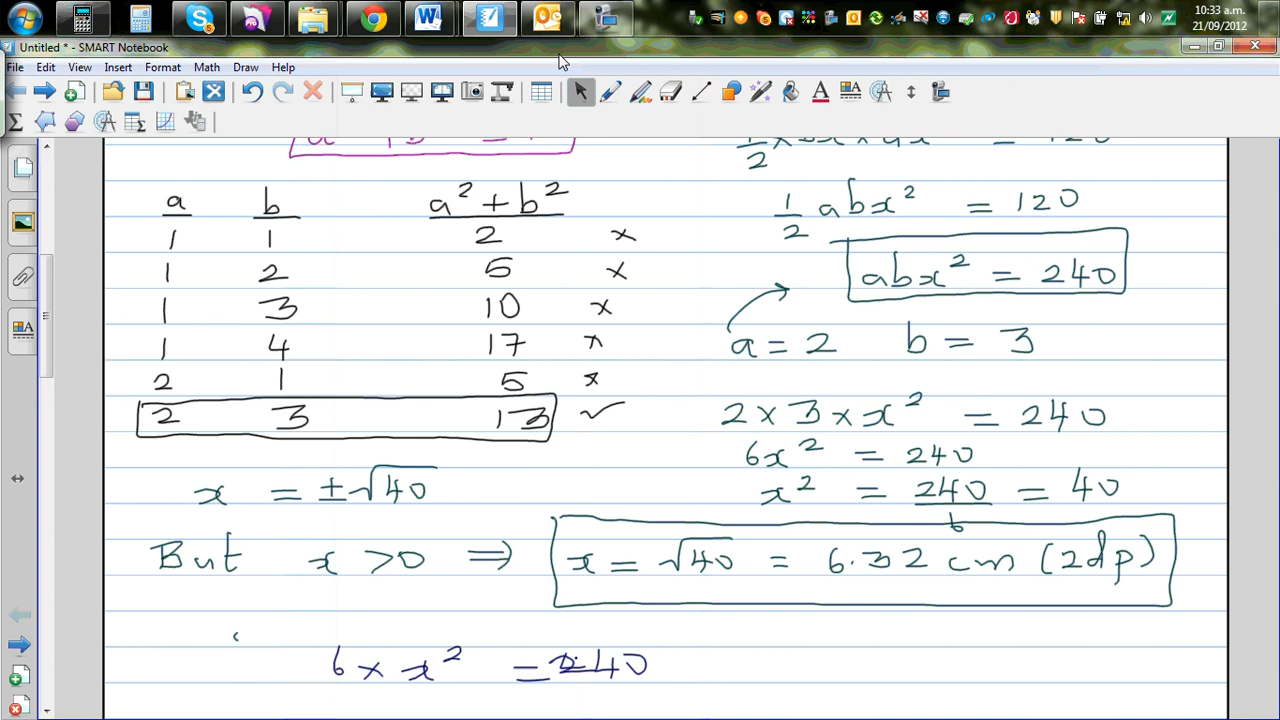 10:33 a.m.
21/09/2012
Untitled * - SMART Notebook
File Edit View Insert Format Math Draw Help
a b a² + b²
1 1 2 ×
1 2 5 ×
1 3 10 ×
1 4 17 ×
2 1 5 ×
2 3 13 ✓
x = ±√40
1/2 abx² = 120
abx² = 240
a = 2 b = 3
2 × 3 × x² = 240
6x² = 240
x² = 240/6 = 40
But x > 0 ⇒ x = √40 = 6.32 cm (2dp)
6 × x² = 240